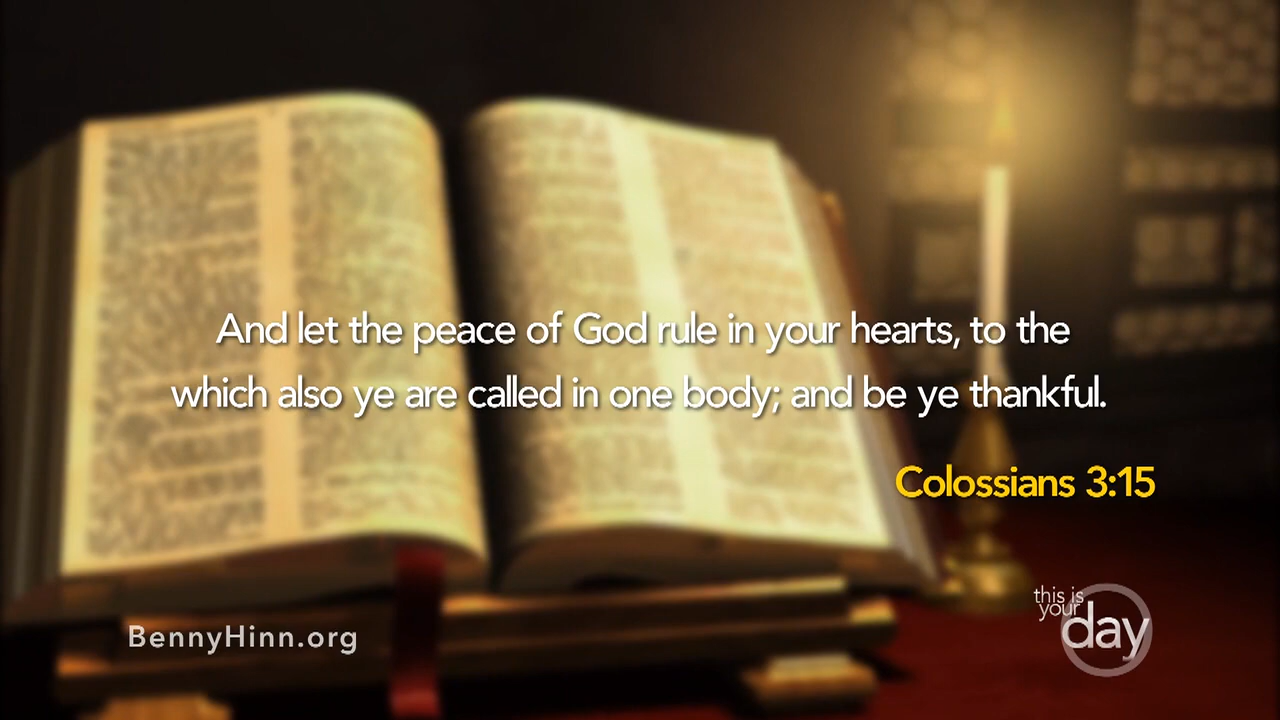 And let the peace of God rule in your hearts, to the
which also ye are called in one body; and be ye thankful.
Colossians 3:15
BennyHinn.org
this is
your
day